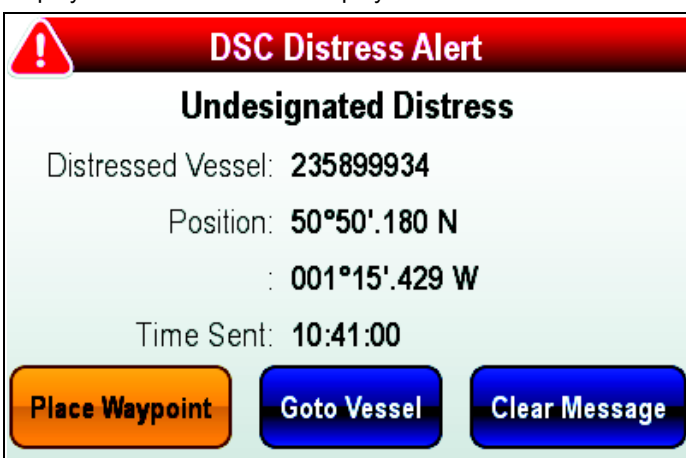 DSC Distress Alert
Undesignated Distress
Distressed Vessel: 235899934
Position: 50°50'.180 N
: 001°15'.429 W
Time Sent: 10:41:00
Place Waypoint Goto Vessel Clear Message